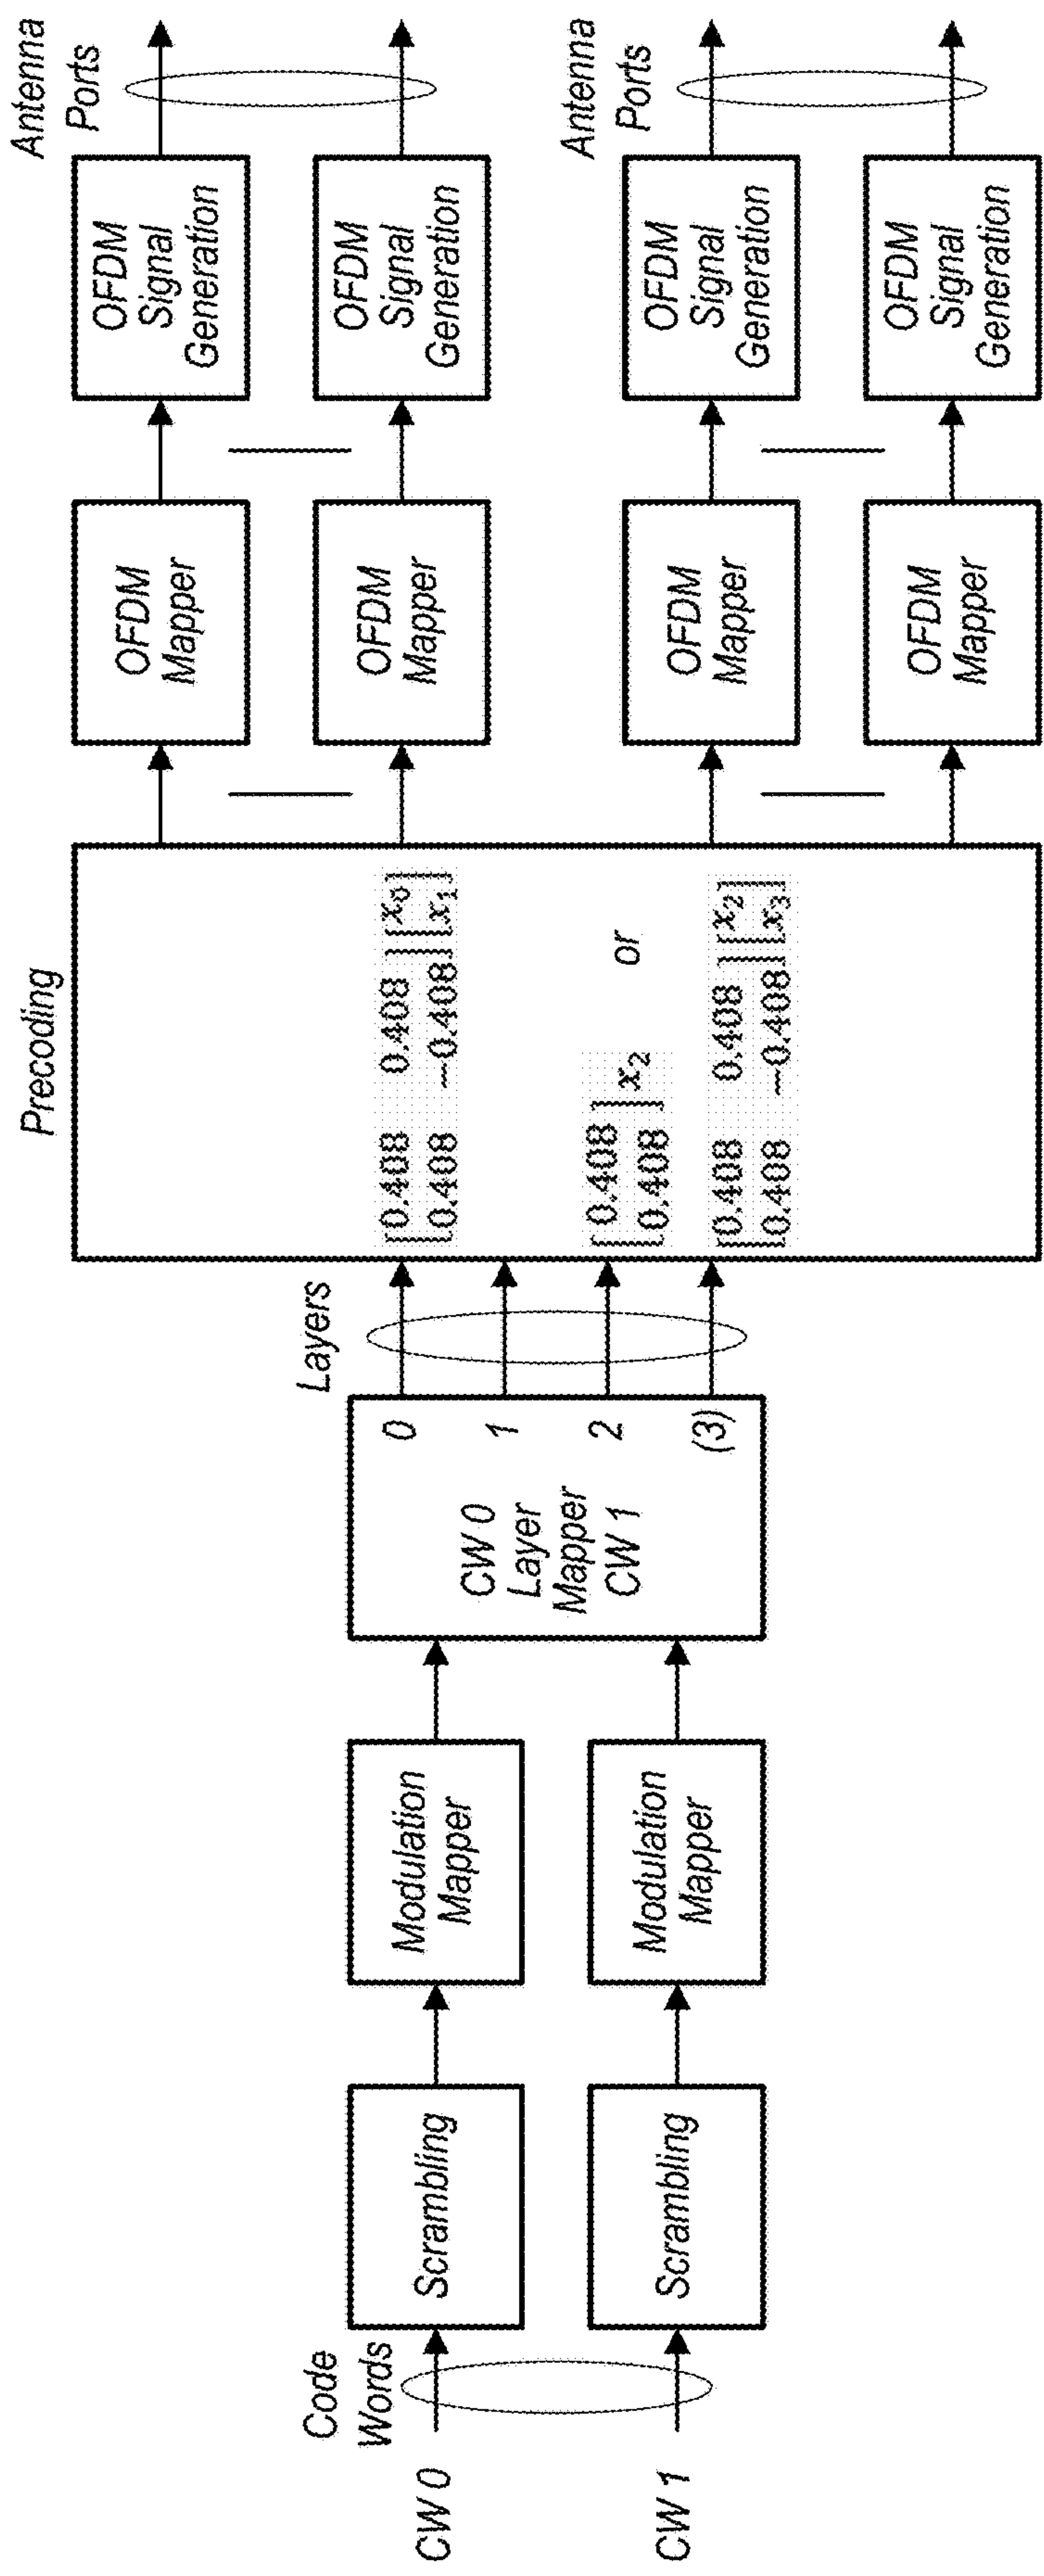 CW 0
CW 1
Code
Words
Scrambling
Scrambling
Modulation
Mapper
Modulation
Mapper
CW 0
Layer
Mapper
CW 1
0
1
2
(3)
Layers
Precoding
[0.408 0.408] [x₀]
[0.408 −0.408] [x₁]
[0.408] x₂
[0.408]
or
[0.408 0.408] [x₂]
[0.408 −0.408] [x₃]
OFDM
Mapper
OFDM
Mapper
OFDM
Mapper
OFDM
Mapper
OFDM
Signal
Generation
OFDM
Signal
Generation
OFDM
Signal
Generation
OFDM
Signal
Generation
Antenna
Ports
Antenna
Ports